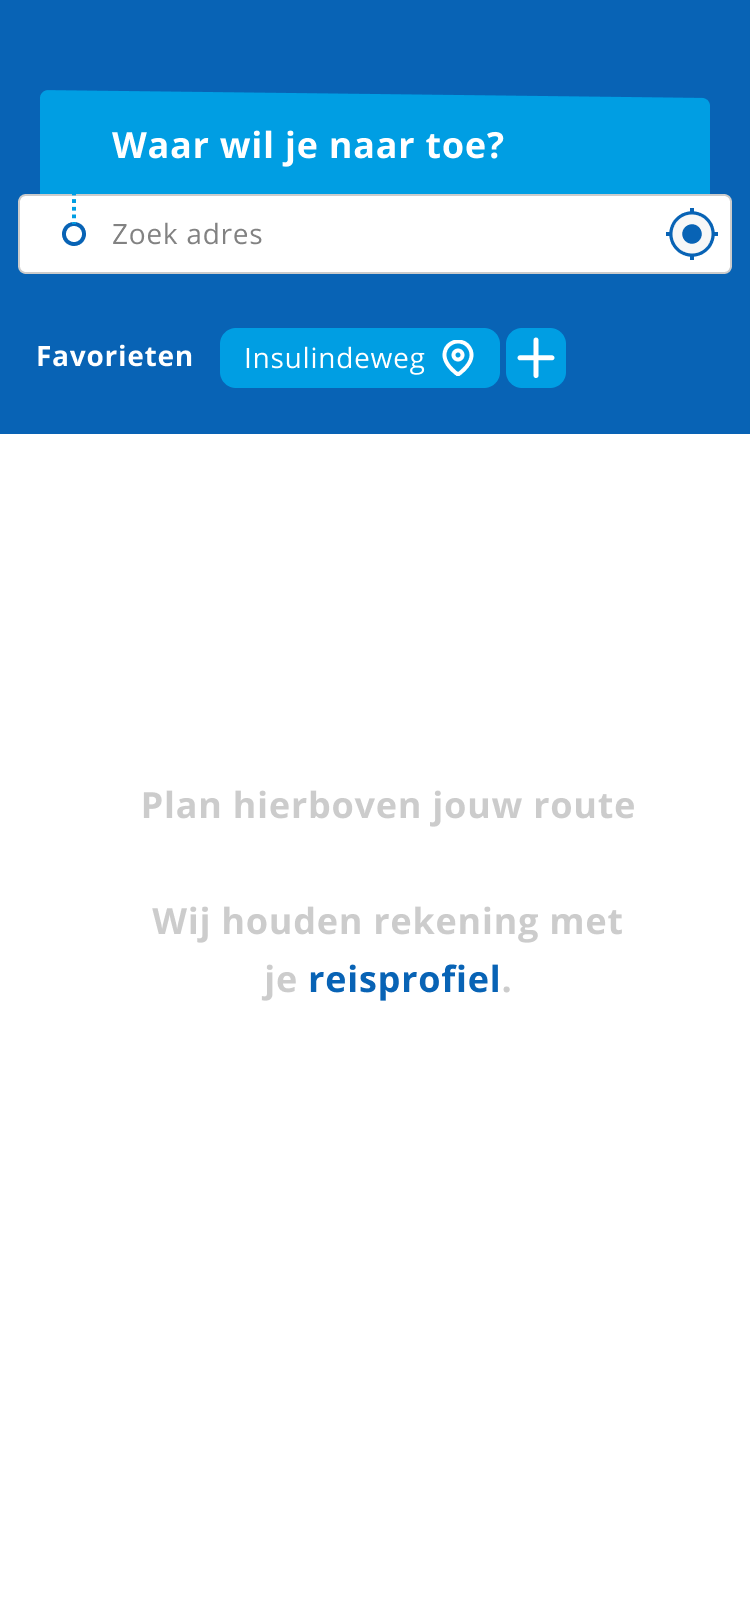 Waar wil je naar toe?
Zoek adres
Favorieten Insulindeweg
Plan hierboven jouw route
Wij houden rekening met
je reisprofiel.